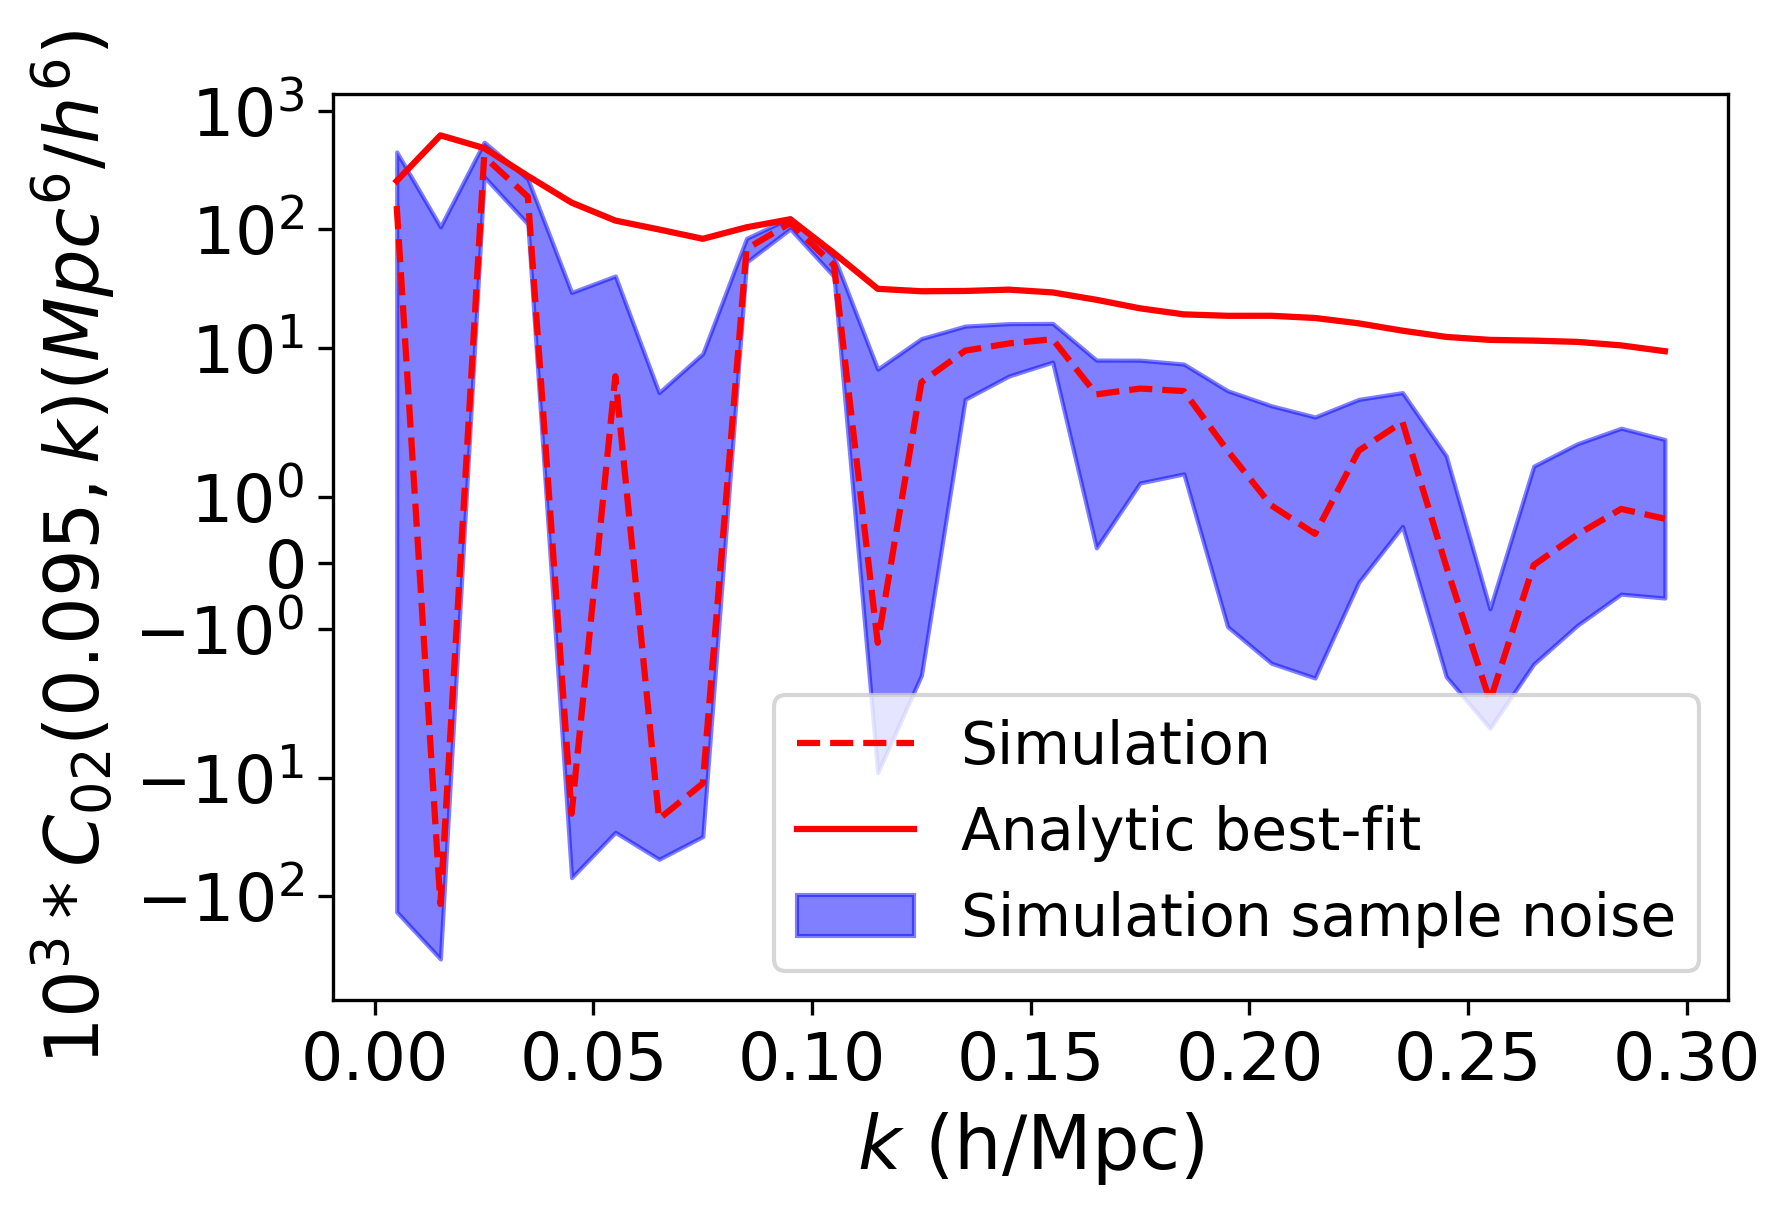 10³ * C₀₂(0.095, k)(Mpc⁶/h⁶)
10³
10²
10¹
10⁰
0
−10⁰
−10¹
−10²
Simulation
Analytic best-fit
Simulation sample noise
0.00 0.05 0.10 0.15 0.20 0.25 0.30
k (h/Mpc)